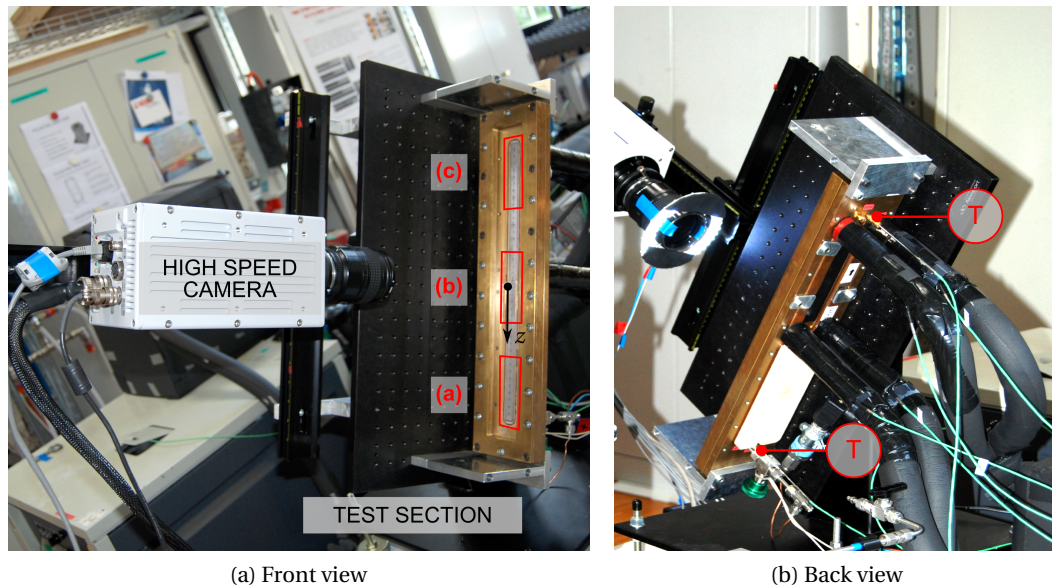 (c)
HIGH SPEED
CAMERA
(b)
z
(a)
TEST SECTION
T
T
(a) Front view
(b) Back view